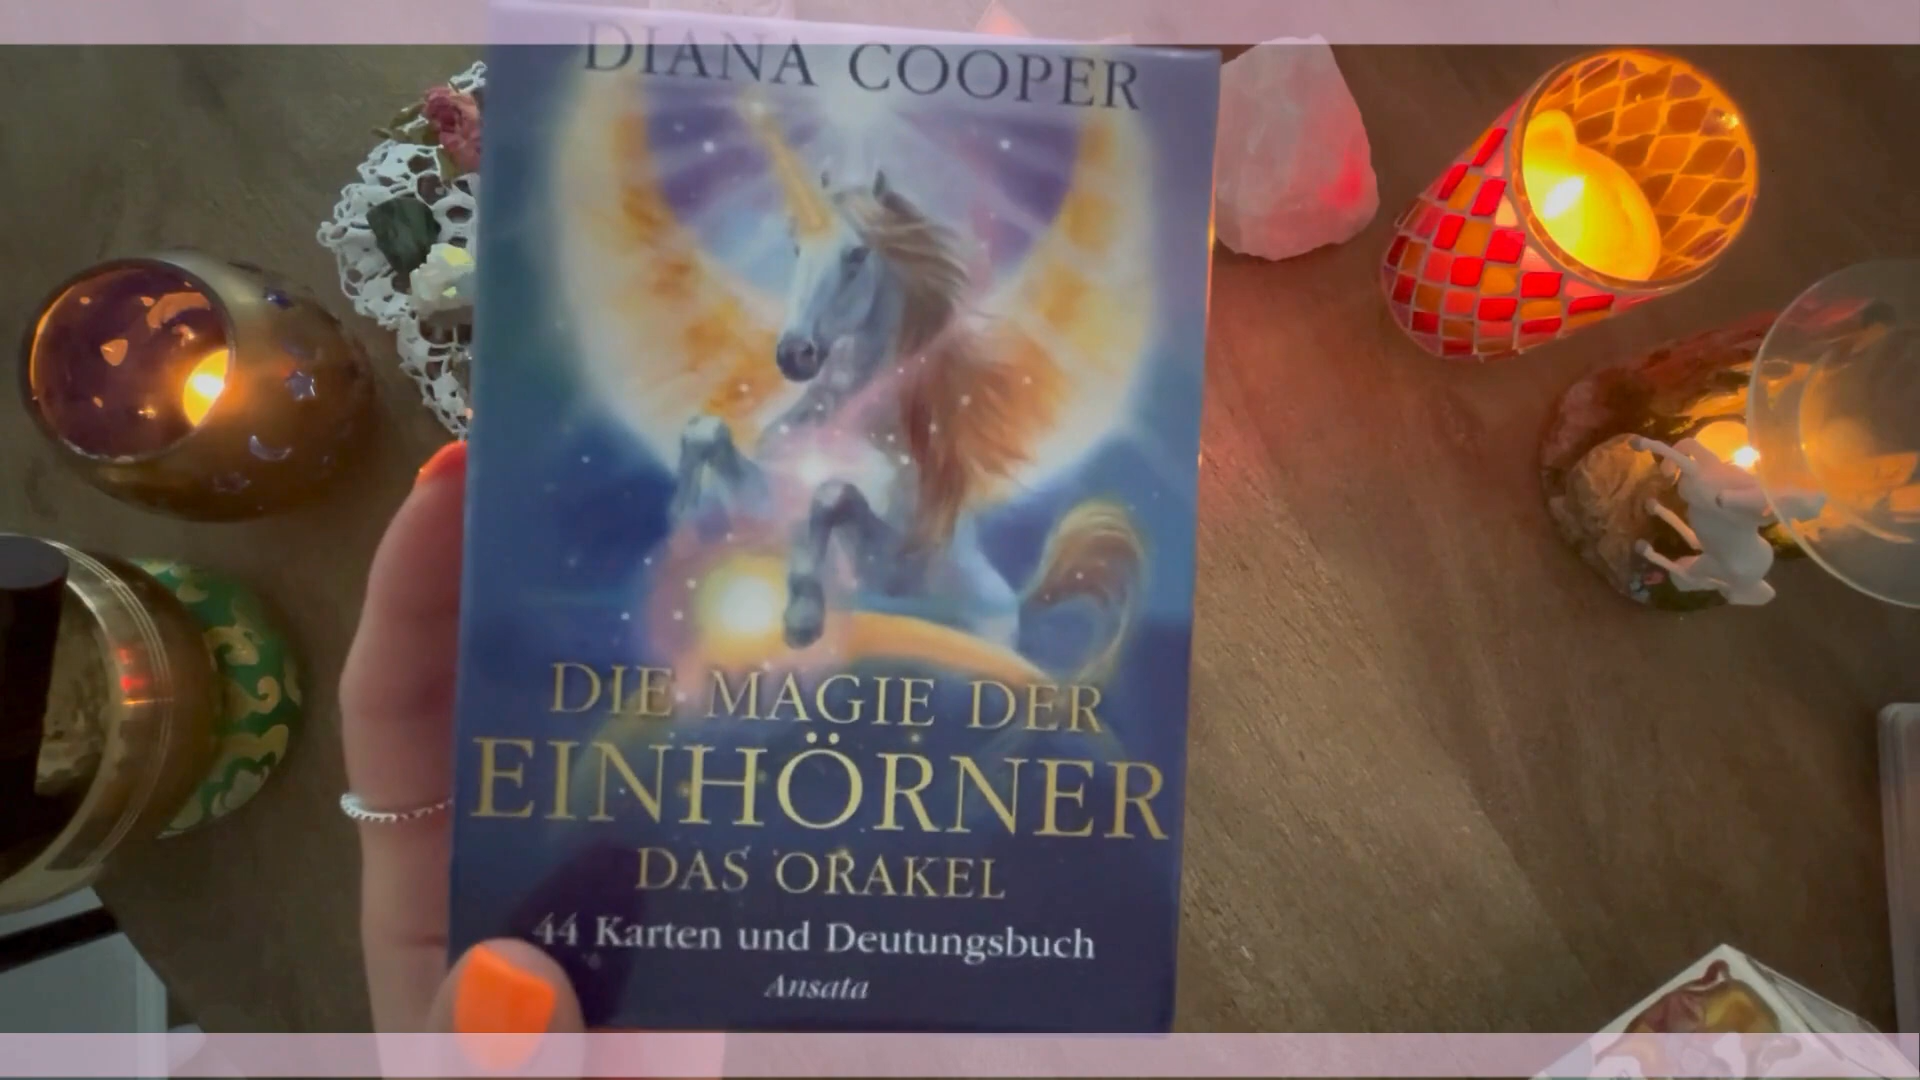 DIANA COOPER
DIE MAGIE DER
EINHÖRNER
DAS ORAKEL
44 Karten und Deutungsbuch
Ansata